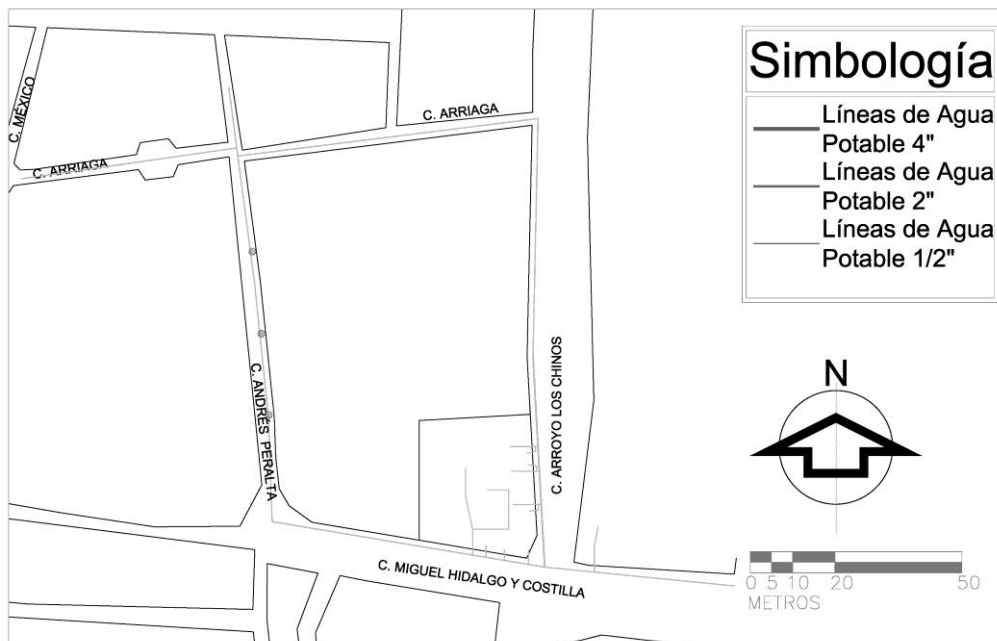 Simbología
Líneas de Agua
Potable 4"
Líneas de Agua
Potable 2"
Líneas de Agua
Potable 1/2"
C. MÉXICO
C. ARRIAGA
C. ARRIAGA
C. ANDRÉS PERALTA
C. ARROYO LOS CHINOS
C. MIGUEL HIDALGO Y COSTILLA
N
0 5 10 20 50
METROS